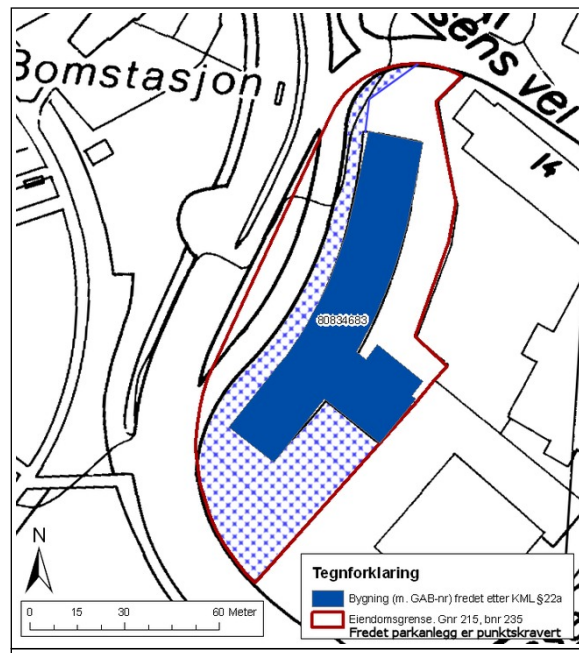 Bomstasjon
sens vei
14
80834683
N
0 15 30 60 Meter
Tegnforklaring
Bygning (m. GAB-nr) fredet etter KML §22a
Eiendomsgrense. Gnr 215, bnr 235
Fredet parkanlegg er punktskravert